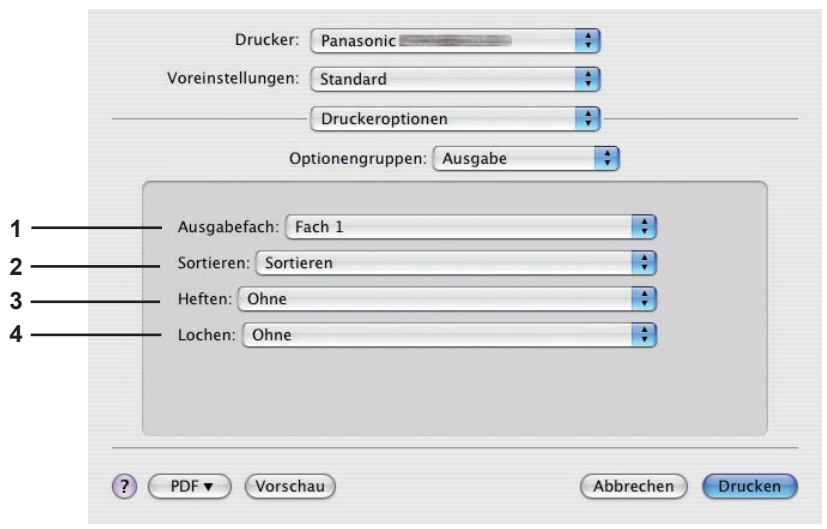 Drucker: Panasonic
Voreinstellungen: Standard
Druckeroptionen
Optionengruppen: Ausgabe
1 Ausgabefach: Fach 1
2 Sortieren: Sortieren
3 Heften: Ohne
4 Lochen: Ohne
? PDF ▼ Vorschau Abbrechen Drucken